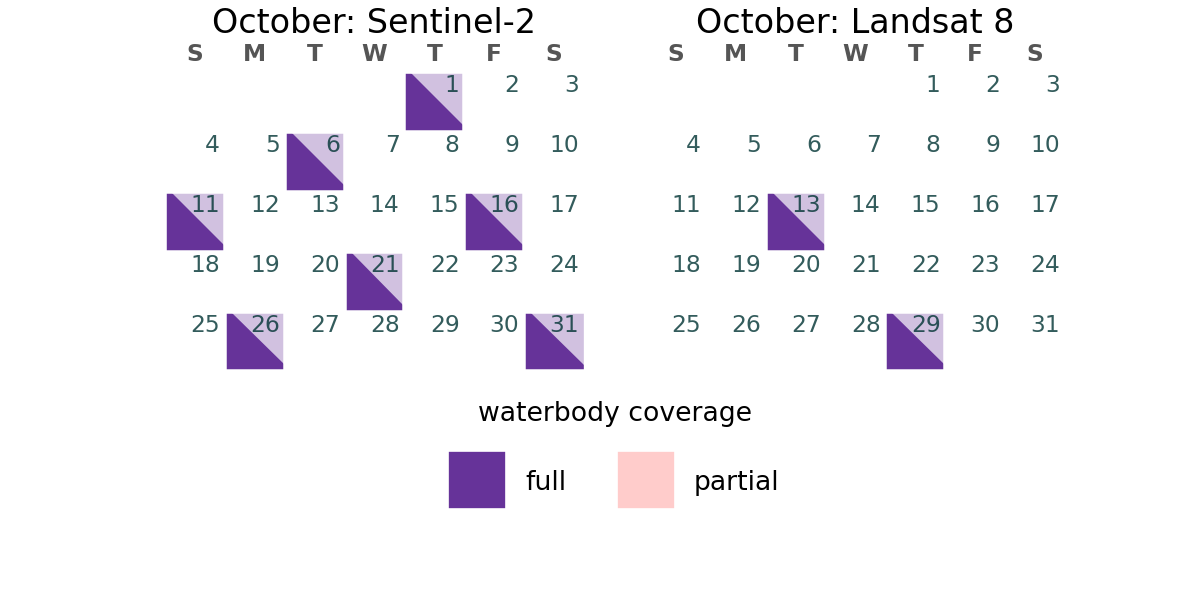 October: Sentinel-2
S M T W T F S
1 2 3
4 5 6 7 8 9 10
11 12 13 14 15 16 17
18 19 20 21 22 23 24
25 26 27 28 29 30 31
October: Landsat 8
S M T W T F S
1 2 3
4 5 6 7 8 9 10
11 12 13 14 15 16 17
18 19 20 21 22 23 24
25 26 27 28 29 30 31
waterbody coverage
full partial